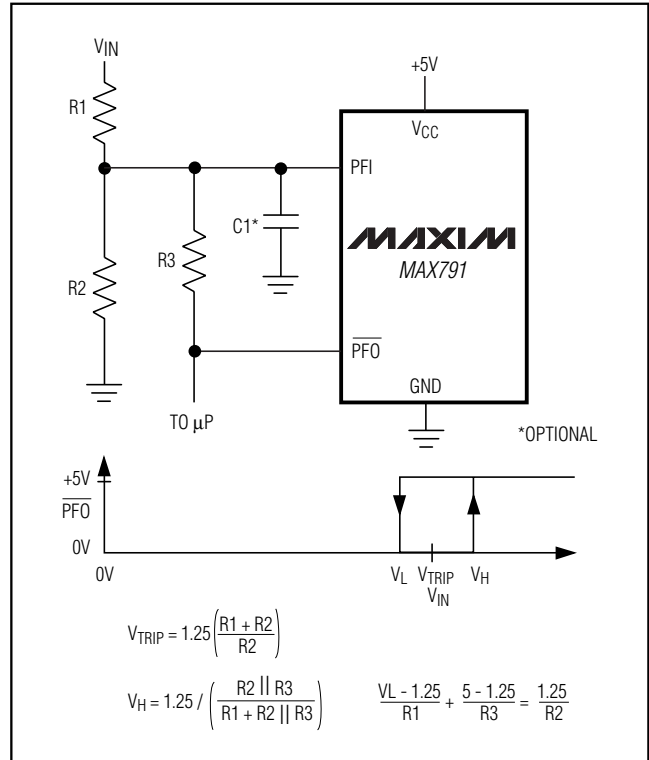 VIN
+5V
R1
VCC
PFI
C1*
MAXIM
MAX791
R3
R2
PFO
GND
TO μP
*OPTIONAL
+5V
PFO
0V
0V
VL VTRIP VH
VIN
VTRIP = 1.25 ( R1 + R2 / R2 )
VH = 1.25 / ( R2 || R3 / R1 + R2 || R3 )
VL - 1.25 / R1 + 5 - 1.25 / R3 = 1.25 / R2